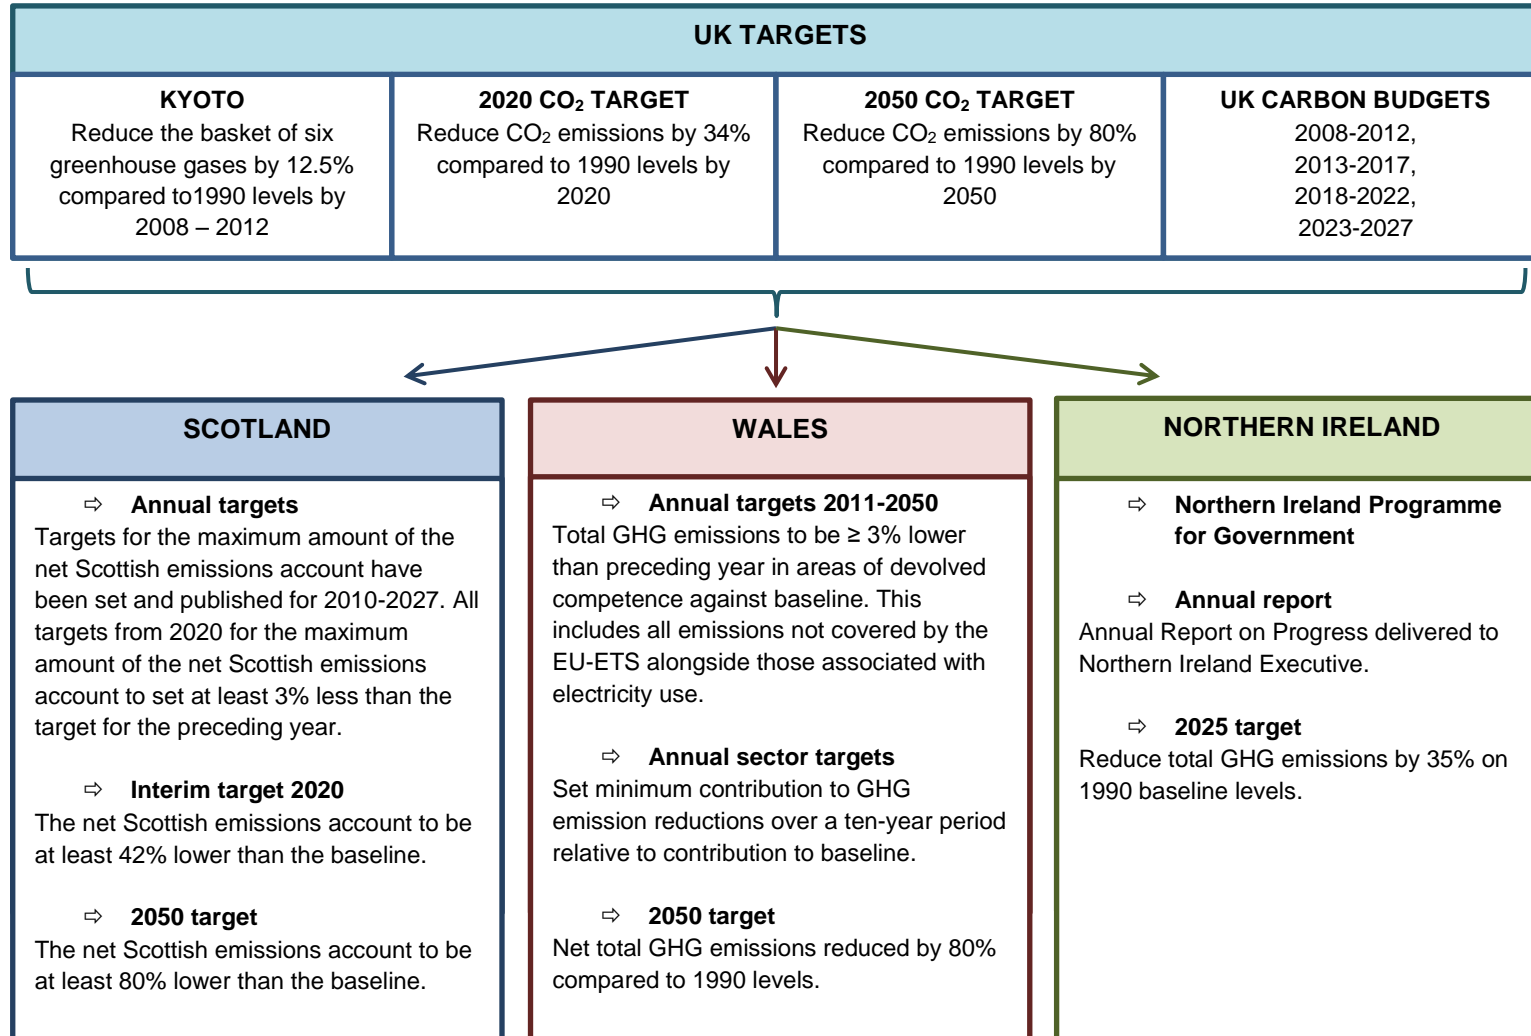 UK TARGETS
KYOTO
Reduce the basket of six
greenhouse gases by 12.5%
compared to1990 levels by
2008 – 2012
2020 CO₂ TARGET
Reduce CO₂ emissions by 34%
compared to 1990 levels by
2020
2050 CO₂ TARGET
Reduce CO₂ emissions by 80%
compared to 1990 levels by
2050
UK CARBON BUDGETS
2008-2012,
2013-2017,
2018-2022,
2023-2027
SCOTLAND
⇨ Annual targets
Targets for the maximum amount of the
net Scottish emissions account have
been set and published for 2010-2027. All
targets from 2020 for the maximum
amount of the net Scottish emissions
account to set at least 3% less than the
target for the preceding year.
⇨ Interim target 2020
The net Scottish emissions account to be
at least 42% lower than the baseline.
⇨ 2050 target
The net Scottish emissions account to be
at least 80% lower than the baseline.
WALES
⇨ Annual targets 2011-2050
Total GHG emissions to be ≥ 3% lower
than preceding year in areas of devolved
competence against baseline. This
includes all emissions not covered by the
EU-ETS alongside those associated with
electricity use.
⇨ Annual sector targets
Set minimum contribution to GHG
emission reductions over a ten-year period
relative to contribution to baseline.
⇨ 2050 target
Net total GHG emissions reduced by 80%
compared to 1990 levels.
NORTHERN IRELAND
⇨ Northern Ireland Programme
for Government
⇨ Annual report
Annual Report on Progress delivered to
Northern Ireland Executive.
⇨ 2025 target
Reduce total GHG emissions by 35% on
1990 baseline levels.